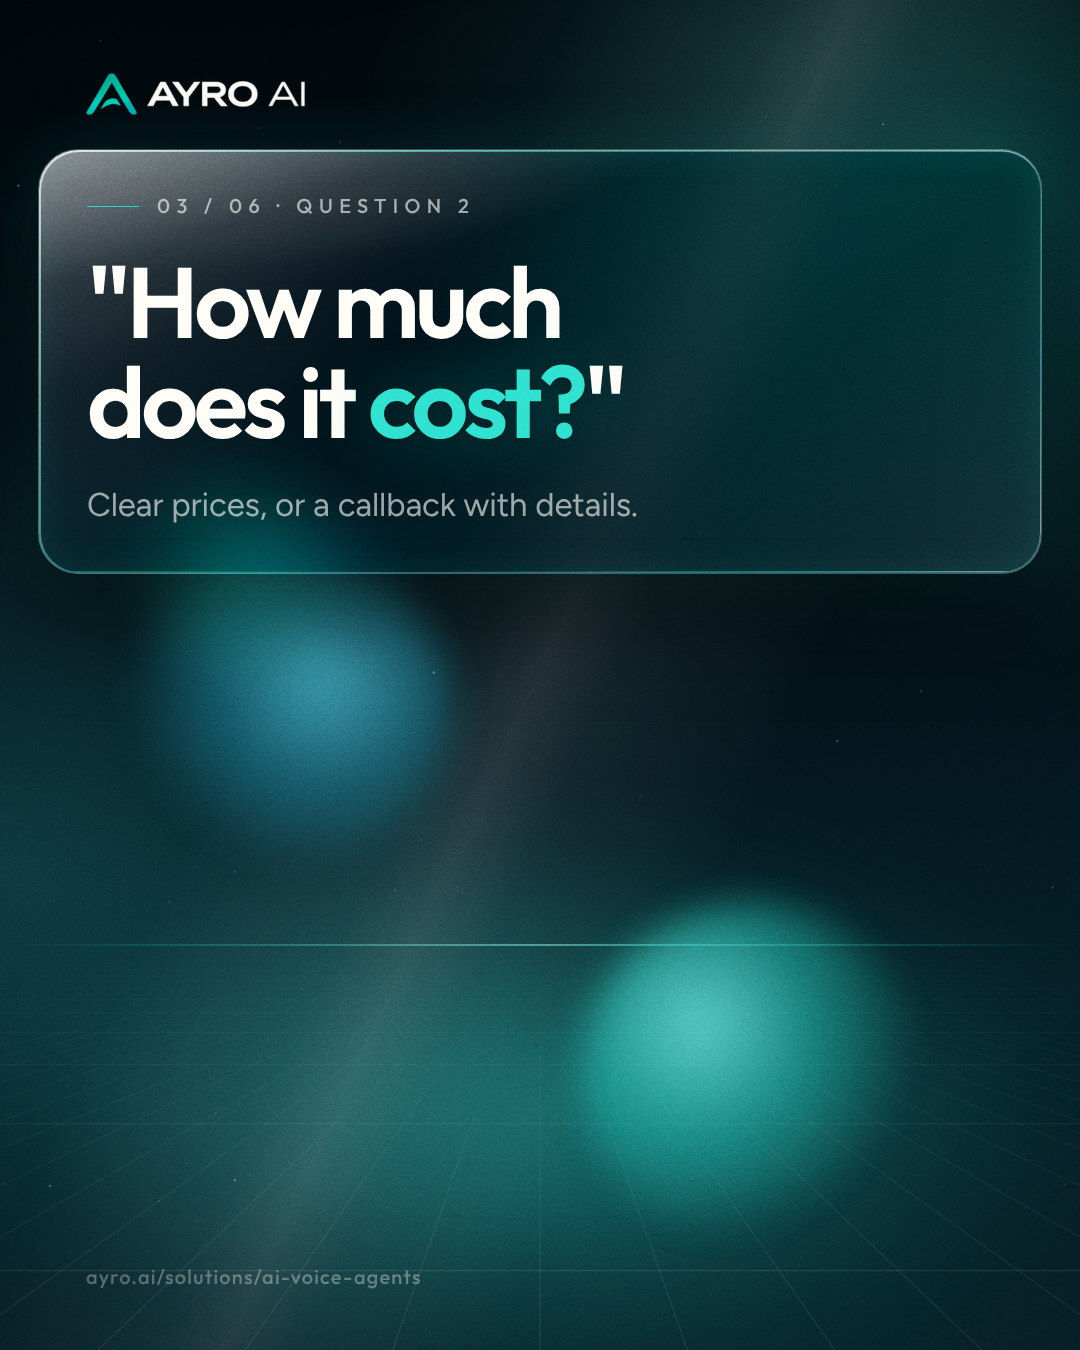 AYRO AI
03 / 06 · QUESTION 2
"How much
does it cost?"
Clear prices, or a callback with details.
ayro.ai/solutions/ai-voice-agents